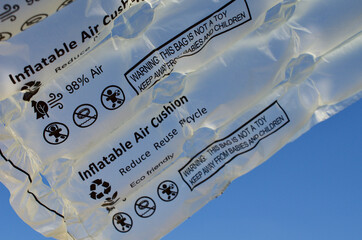 Inflatable Air Cush
Reduce
98% Air
WARNING: THIS BAG IS NOT A TOY
KEEP AWAY FROM BABIES AND CHILDREN
Inflatable Air Cushion
Reduce Reuse Recycle
Eco friendly
WARNING: THIS BAG IS NOT A TOY
KEEP AWAY FROM BABIES AND CHILDREN